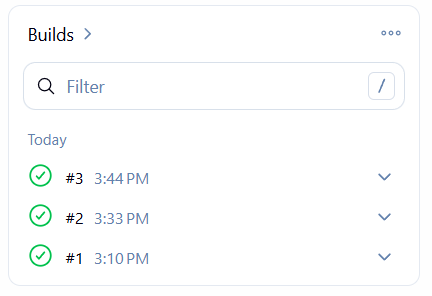 Builds
Filter /
Today
#3 3:44 PM
#2 3:33 PM
#1 3:10 PM